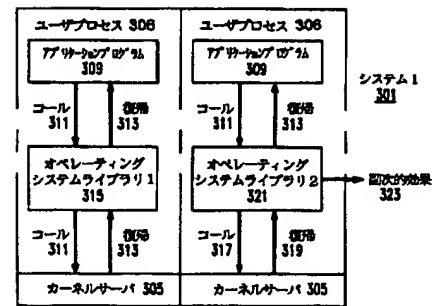 ユーザプロセス 306
アプリケーションプログラム
309
コール
311
復帰
313
オペレーティング
システムライブラリ1
315
コール
311
復帰
313
カーネルサーバ 305
ユーザプロセス 306
アプリケーションプログラム
309
コール
311
復帰
313
オペレーティング
システムライブラリ2
321
コール
317
復帰
319
カーネルサーバ 305
システム1
301
副次的効果
323